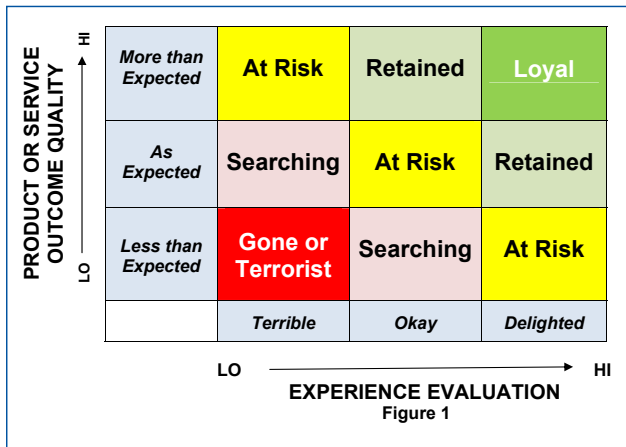 PRODUCT OR SERVICE
OUTCOME QUALITY
HI
LO
More than
Expected
At Risk
Retained
Loyal
As
Expected
Searching
At Risk
Retained
Less than
Expected
Gone or
Terrorist
Searching
At Risk
Terrible
Okay
Delighted
LO
HI
EXPERIENCE EVALUATION
Figure 1